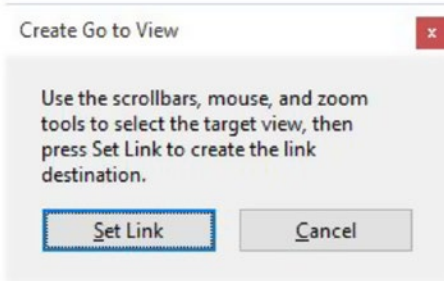 Create Go to View
x
Use the scrollbars, mouse, and zoom
tools to select the target view, then
press Set Link to create the link
destination.
Set Link
Cancel